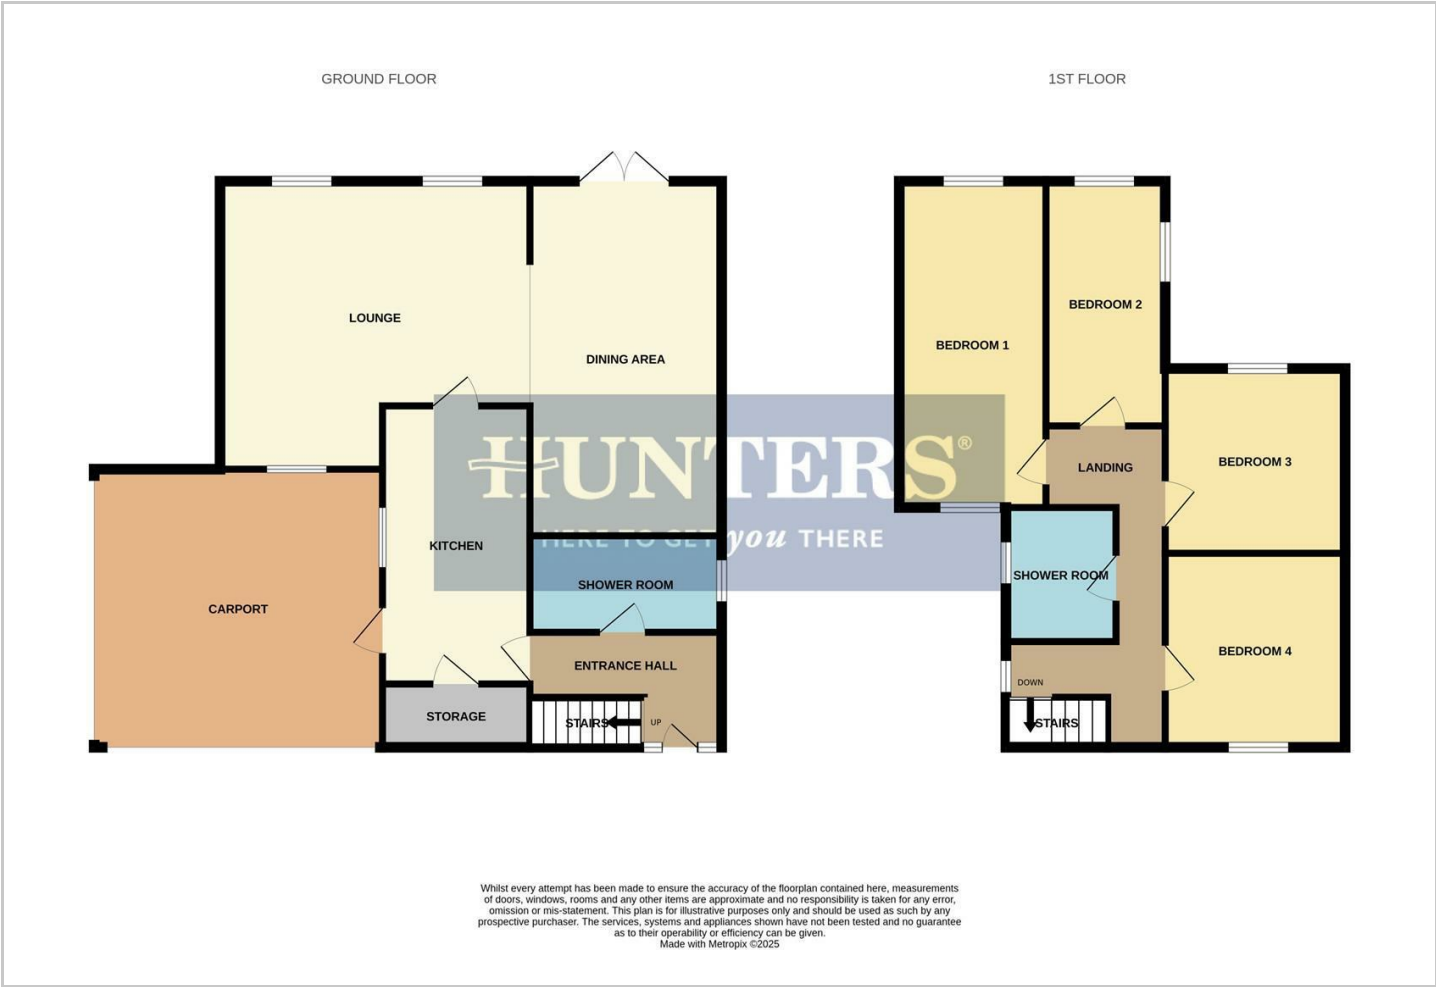 GROUND FLOOR
1ST FLOOR
LOUNGE
DINING AREA
KITCHEN
CARPORT
SHOWER ROOM
ENTRANCE HALL
STORAGE
STAIRS
UP
BEDROOM 1
BEDROOM 2
LANDING
BEDROOM 3
SHOWER ROOM
BEDROOM 4
DOWN
STAIRS
HUNTERS®
HERE TO GET you THERE
Whilst every attempt has been made to ensure the accuracy of the floorplan contained here, measurements
of doors, windows, rooms and any other items are approximate and no responsibility is taken for any error,
omission or mis-statement. This plan is for illustrative purposes only and should be used as such by any
prospective purchaser. The services, systems and appliances shown have not been tested and no guarantee
as to their operability or efficiency can be given.
Made with Metropix ©2025